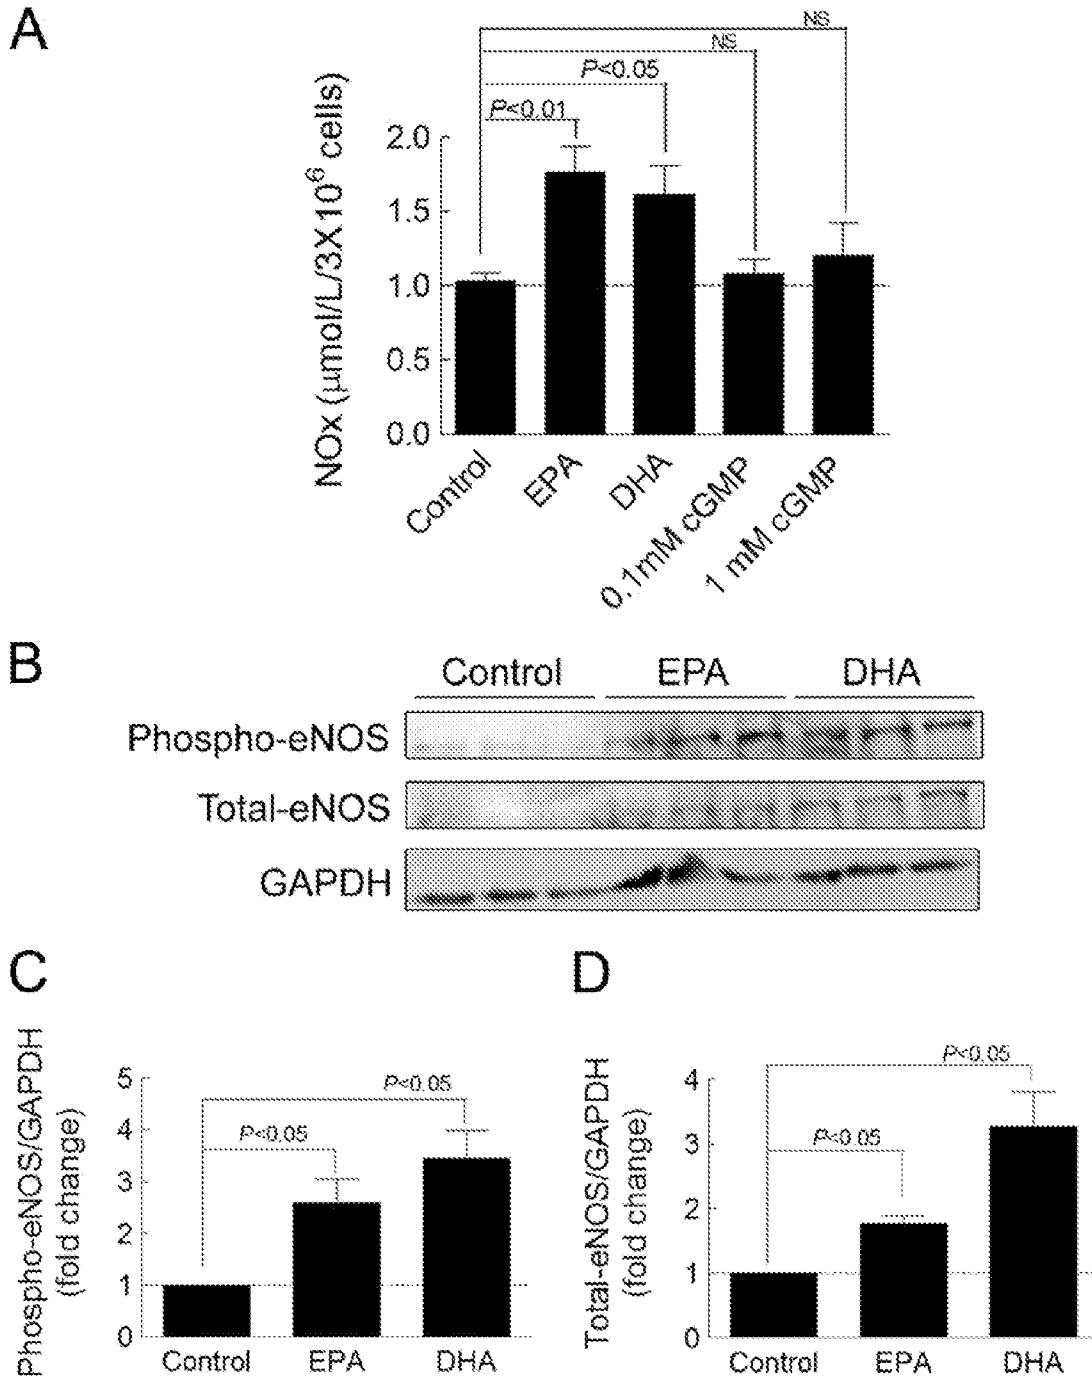 A
NS
NS
P<0.05
P<0.01
NOx (μmol/L/3X10⁶ cells)
2.0
1.5
1.0
0.5
0.0
Control
EPA
DHA
0.1mM cGMP
1 mM cGMP
B
Control EPA DHA
Phospho-eNOS
Total-eNOS
GAPDH
C
Phospho-eNOS/GAPDH
(fold change)
5
4
3
2
1
0
P<0.05
P<0.05
Control EPA DHA
D
Total-eNOS/GAPDH
(fold change)
4
3
2
1
0
P<0.05
P<0.05
Control EPA DHA